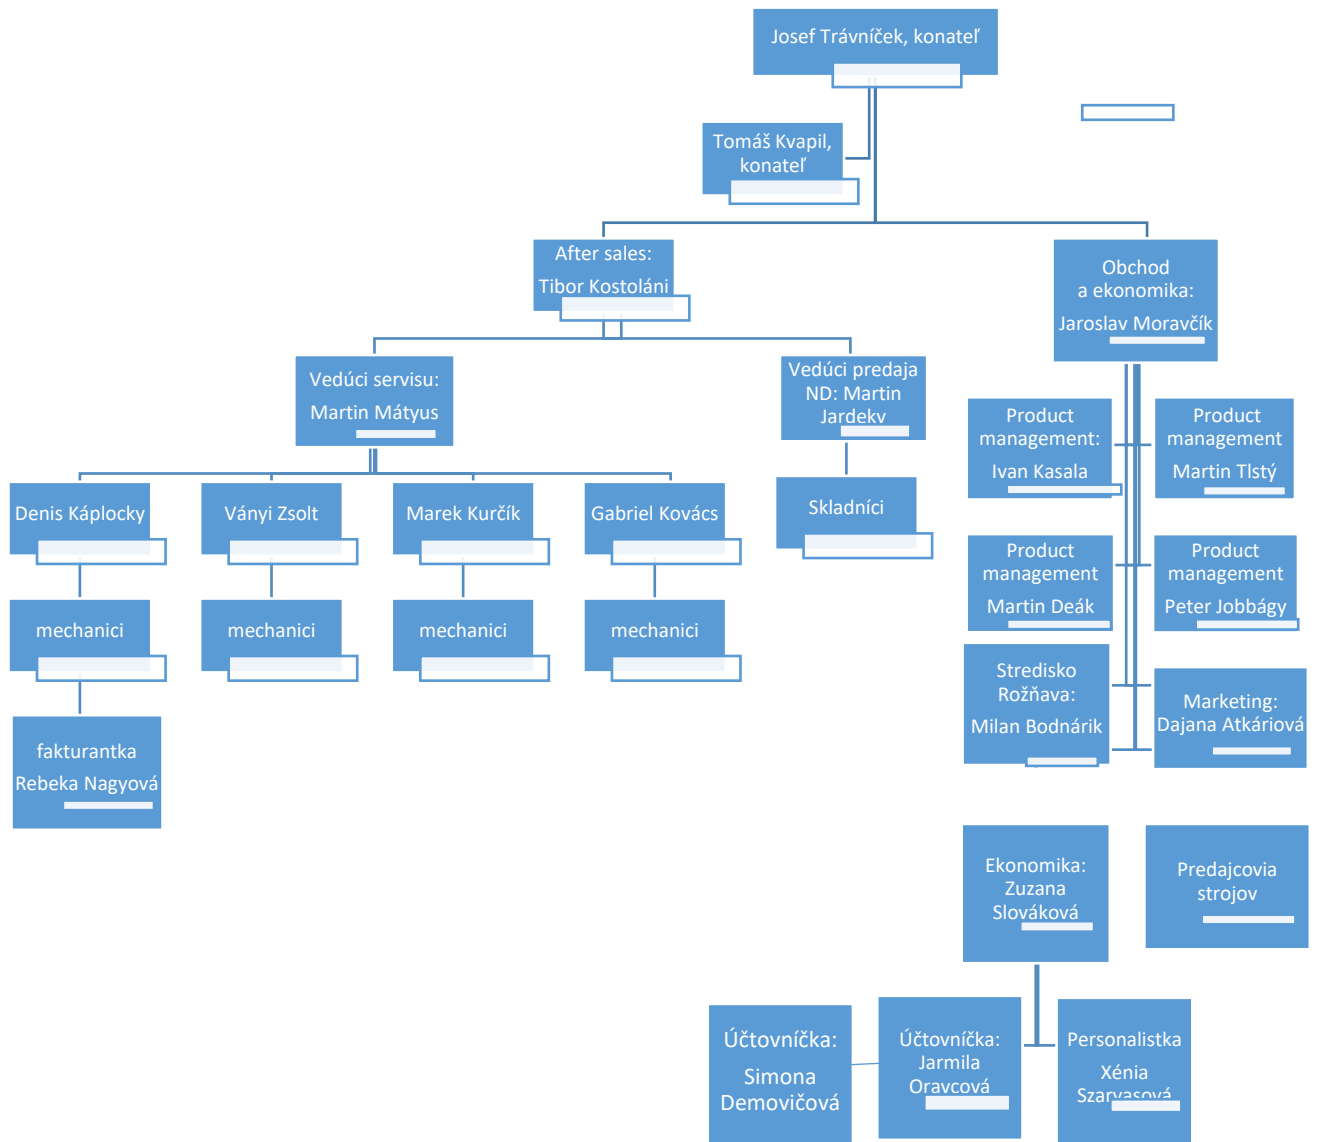 Josef Trávníček, konateľ
Tomáš Kvapil,
konateľ
After sales:
Tibor Kostoláni
Obchod
a ekonomika:
Jaroslav Moravčík
Vedúci servisu:
Martin Mátyus
Vedúci predaja
ND: Martin
Jardeky
Product
management:
Ivan Kasala
Product
management
Martin Tlstý
Denis Káplocky
Ványi Zsolt
Marek Kurčík
Gabriel Kovács
Skladníci
Product
management
Martin Deák
Product
management
Peter Jobbágy
mechanici
mechanici
mechanici
mechanici
Stredisko
Rožňava:
Milan Bodnárik
Marketing:
Dajana Atkáriová
fakturantka
Rebeka Nagyová
Ekonomika:
Zuzana
Slováková
Predajcovia
strojov
Účtovníčka:
Simona
Demovičová
Účtovníčka:
Jarmila
Oravcová
Personalistka
Xénia
Szarvasová